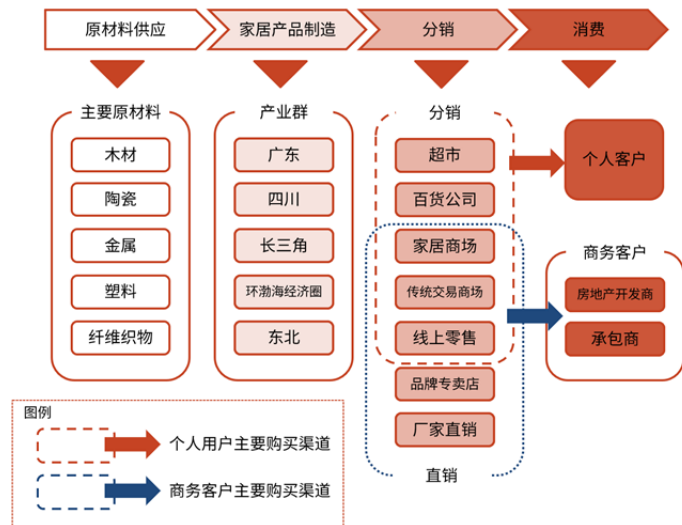 原材料供应
家居产品制造
分销
消费
主要原材料
木材
陶瓷
金属
塑料
纤维织物
产业群
广东
四川
长三角
环渤海经济圈
东北
分销
超市
百货公司
家居商场
传统交易商场
线上零售
品牌专卖店
厂家直销
直销
个人客户
商务客户
房地产开发商
承包商
图例
个人用户主要购买渠道
商务客户主要购买渠道